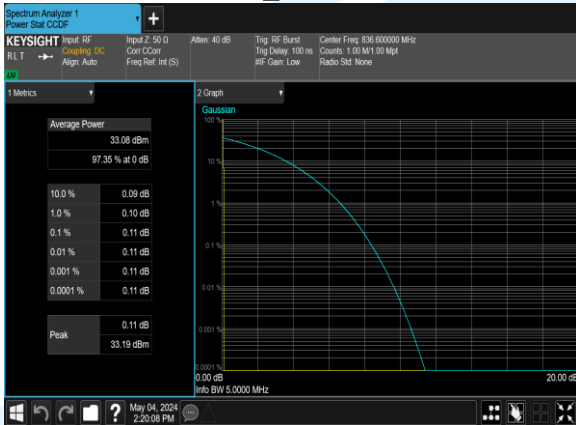 Spectrum Analyzer 1
Power Stat CCDF
+
KEYSIGHT
RLT
LW
Input: RF
Coupling: DC
Align: Auto
Input Z: 50 Ω
Corr CCorr
Freq Ref: Int (S)
Atten: 40 dB
Trig: RF Burst
Trig Delay: 100 ns
#IF Gain: Low
Center Freq: 836.600000 MHz
Counts: 1.00 M/1.00 Mpt
Radio Std: None
1 Metrics
Average Power
33.08 dBm
97.35 % at 0 dB
10.0 % 0.09 dB
1.0 % 0.10 dB
0.1 % 0.11 dB
0.01 % 0.11 dB
0.001 % 0.11 dB
0.0001 % 0.11 dB
Peak
0.11 dB
33.19 dBm
2 Graph
Gaussian
100 %
10 %
1 %
0.1 %
0.01 %
0.001 %
0.0001 %
0.00 dB
20.00 dB
Info BW 5.0000 MHz
?
May 04, 2024
2:20:08 PM